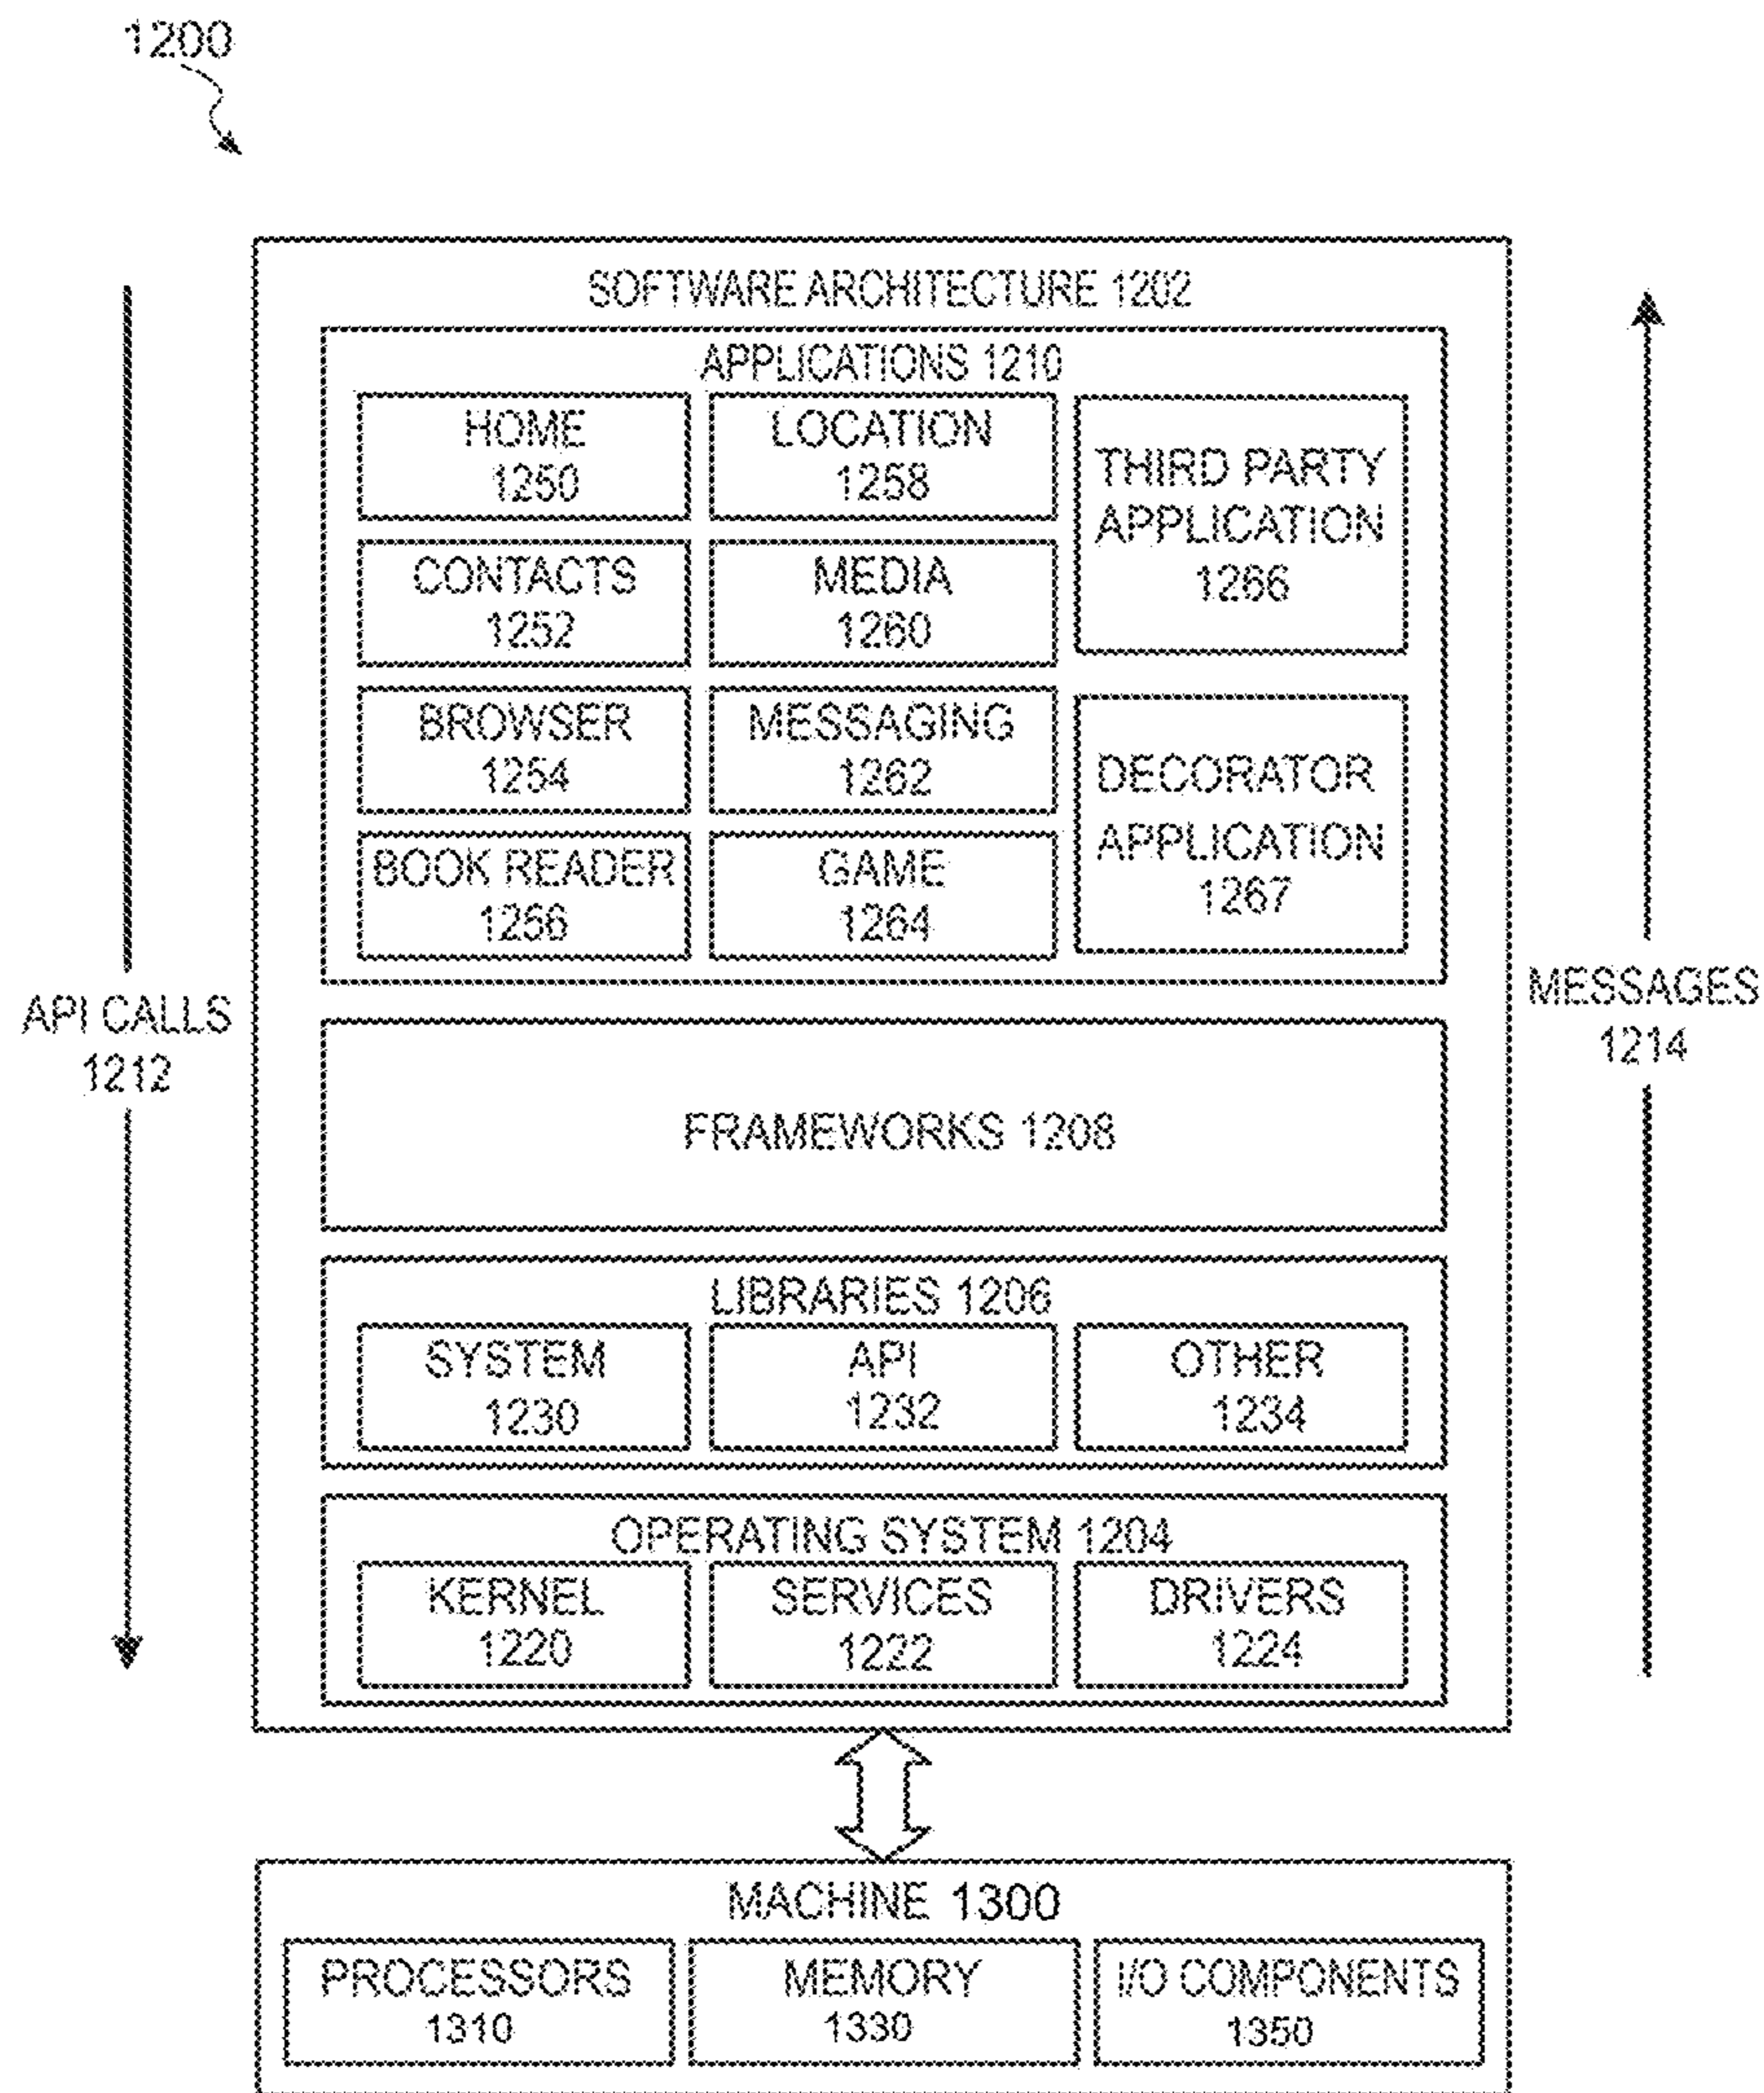 1200
SOFTWARE ARCHITECTURE 1202
APPLICATIONS 1210
HOME
1250
LOCATION
1258
THIRD PARTY
APPLICATION
1266
CONTACTS
1252
MEDIA
1260
BROWSER
1254
MESSAGING
1262
DECORATOR
APPLICATION
1267
BOOK READER
1256
GAME
1264
API CALLS
1212
MESSAGES
1214
FRAMEWORKS 1208
LIBRARIES 1206
SYSTEM
1230
API
1232
OTHER
1234
OPERATING SYSTEM 1204
KERNEL
1220
SERVICES
1222
DRIVERS
1224
MACHINE 1300
PROCESSORS
1310
MEMORY
1330
I/O COMPONENTS
1350